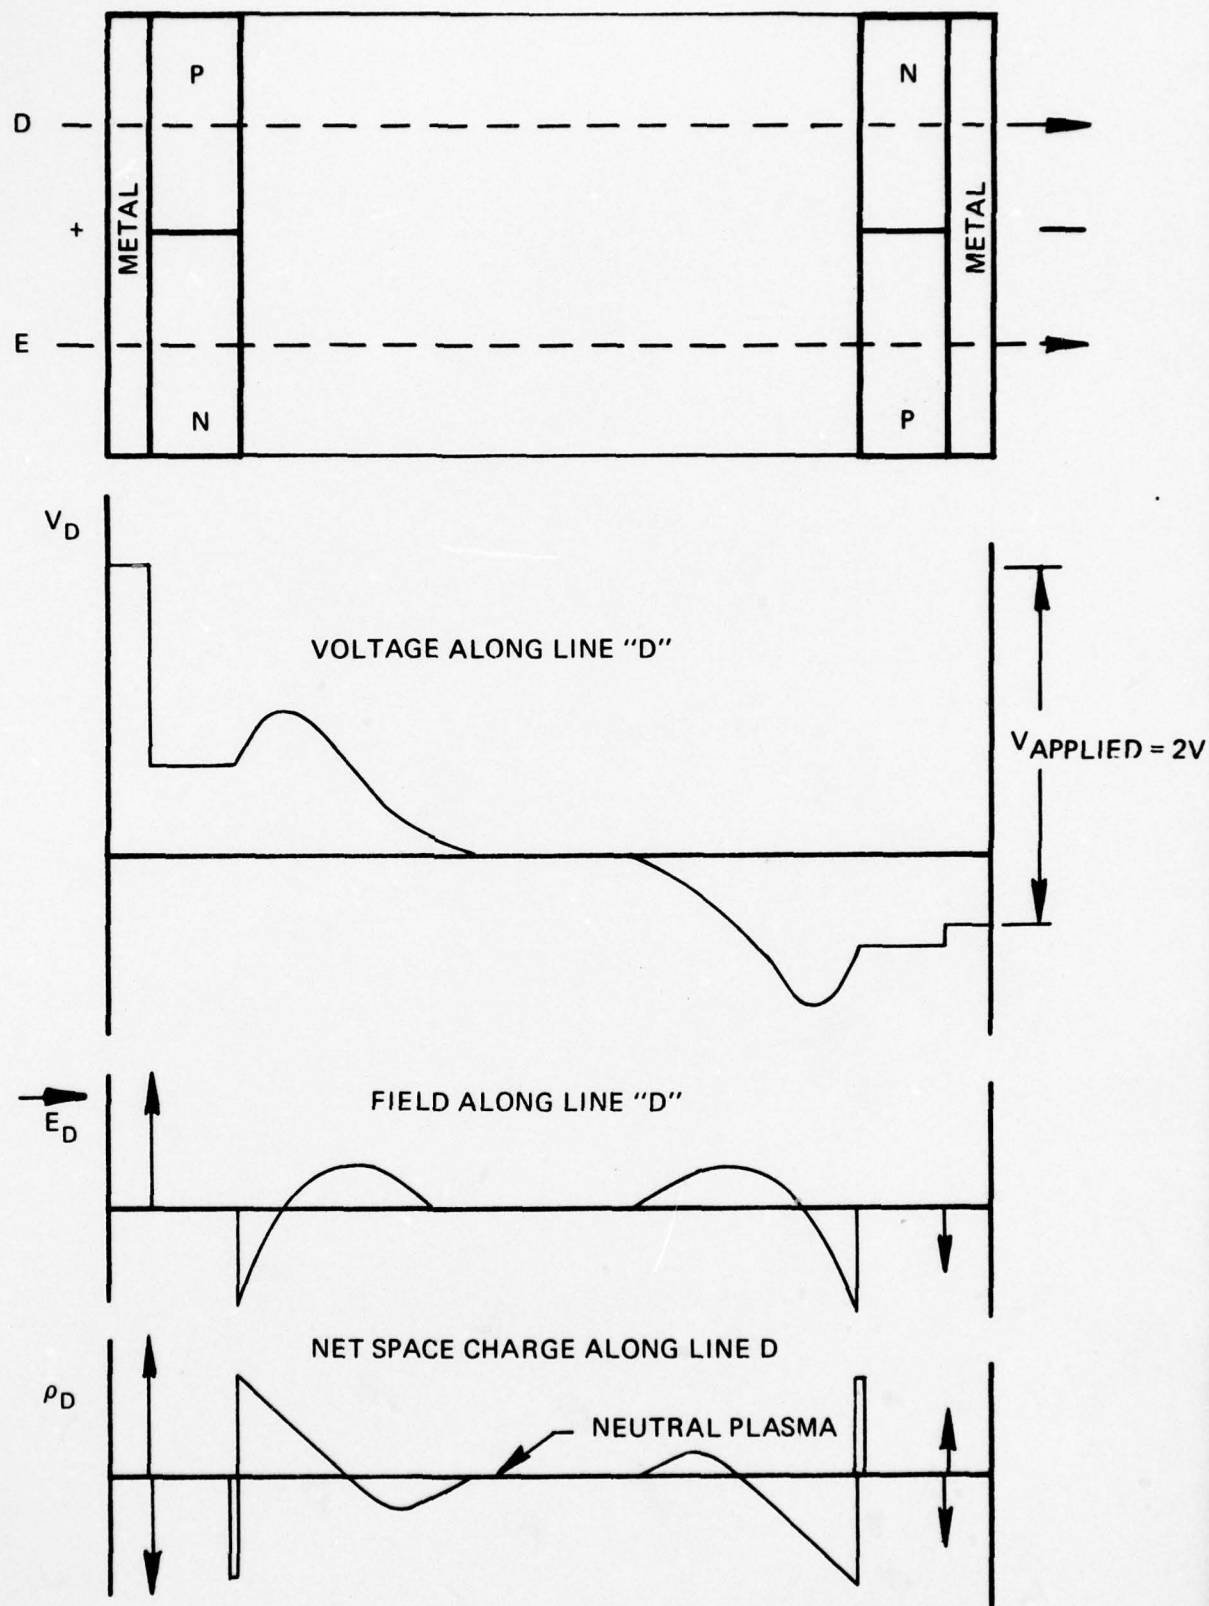 P
N
D
METAL
+
METAL
—
E
N
P
V_D
VOLTAGE ALONG LINE "D"
V_APPLIED = 2V
FIELD ALONG LINE "D"
E_D
NET SPACE CHARGE ALONG LINE D
ρ_D
NEUTRAL PLASMA